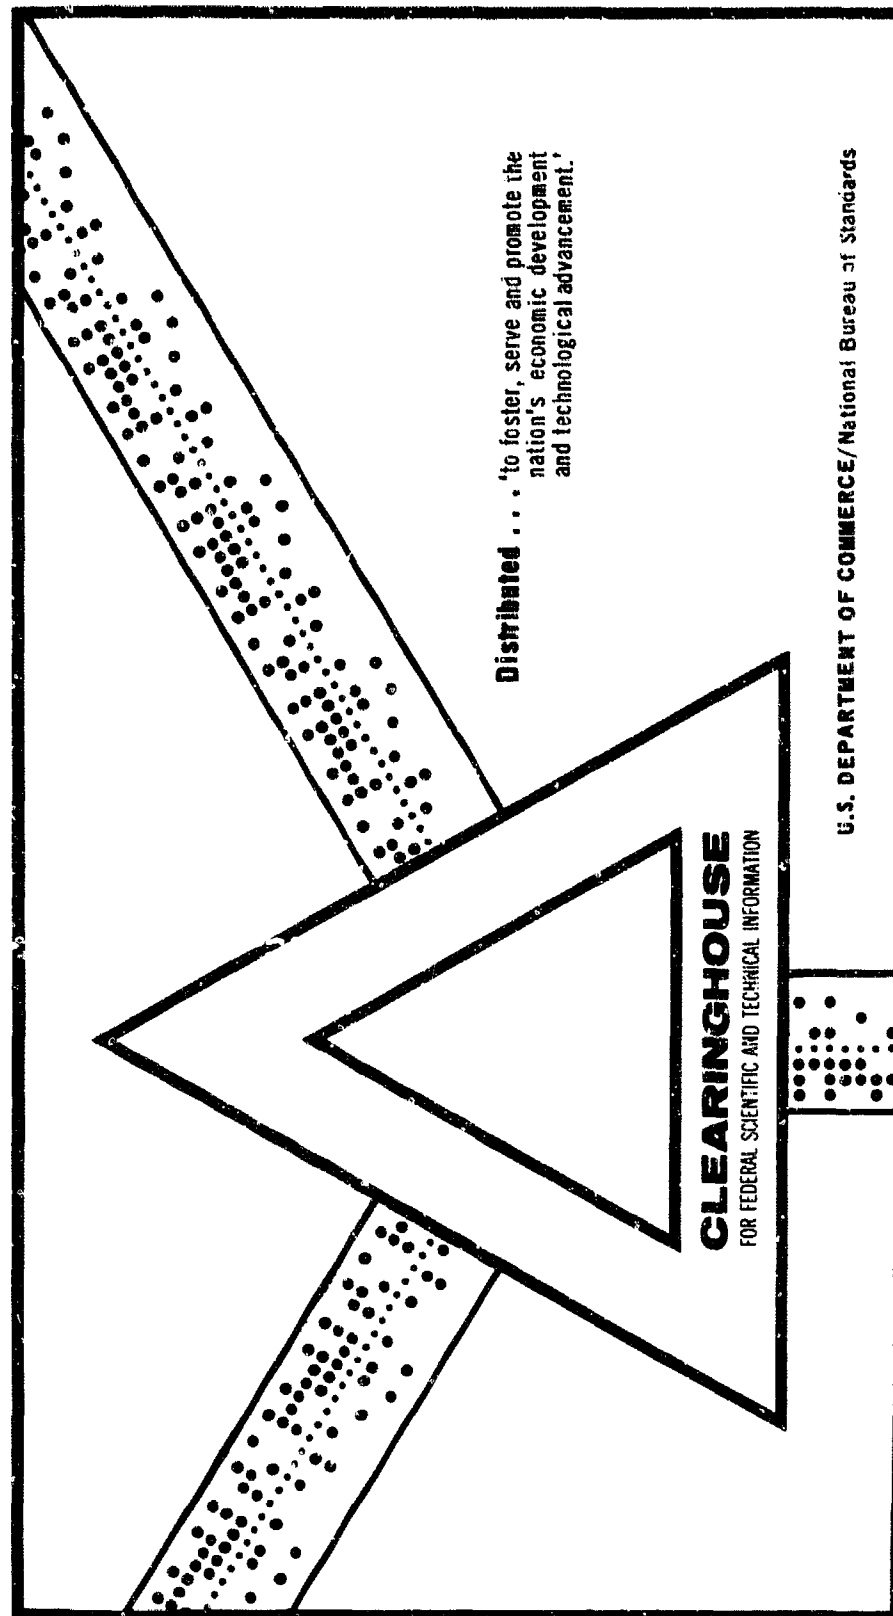 Distributed . . . 'to foster, serve and promote the
nation's economic development
and technological advancement.'
CLEARINGHOUSE
FOR FEDERAL SCIENTIFIC AND TECHNICAL INFORMATION
U.S. DEPARTMENT OF COMMERCE/National Bureau of Standards